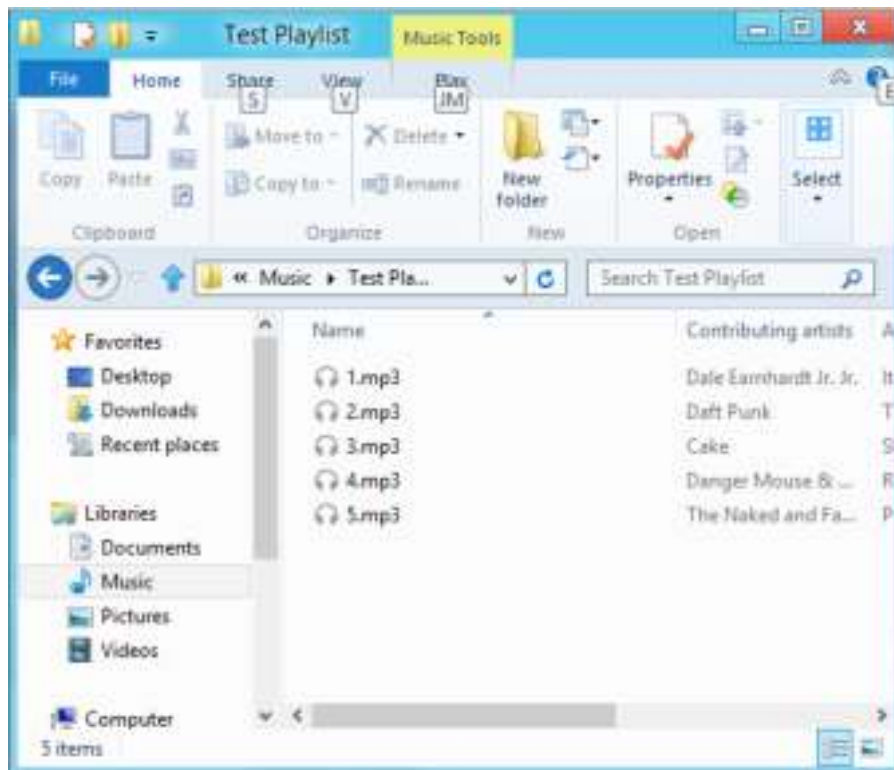 Test Playlist
Music Tools
File Home Share View Play
S V JM E
Copy Paste
Move to Delete
Copy to Rename
New folder
Properties
Select
Clipboard Organize New Open
« Music Test Pla...
Search Test Playlist
Name Contributing artists A
Favorites
Desktop
Downloads
Recent places
Libraries
Documents
Music
Pictures
Videos
Computer
1.mp3 Dale Earnhardt Jr. Jr. It
2.mp3 Daft Punk T
3.mp3 Cake S
4.mp3 Danger Mouse & ... R
5.mp3 The Naked and Fa... P
5 items